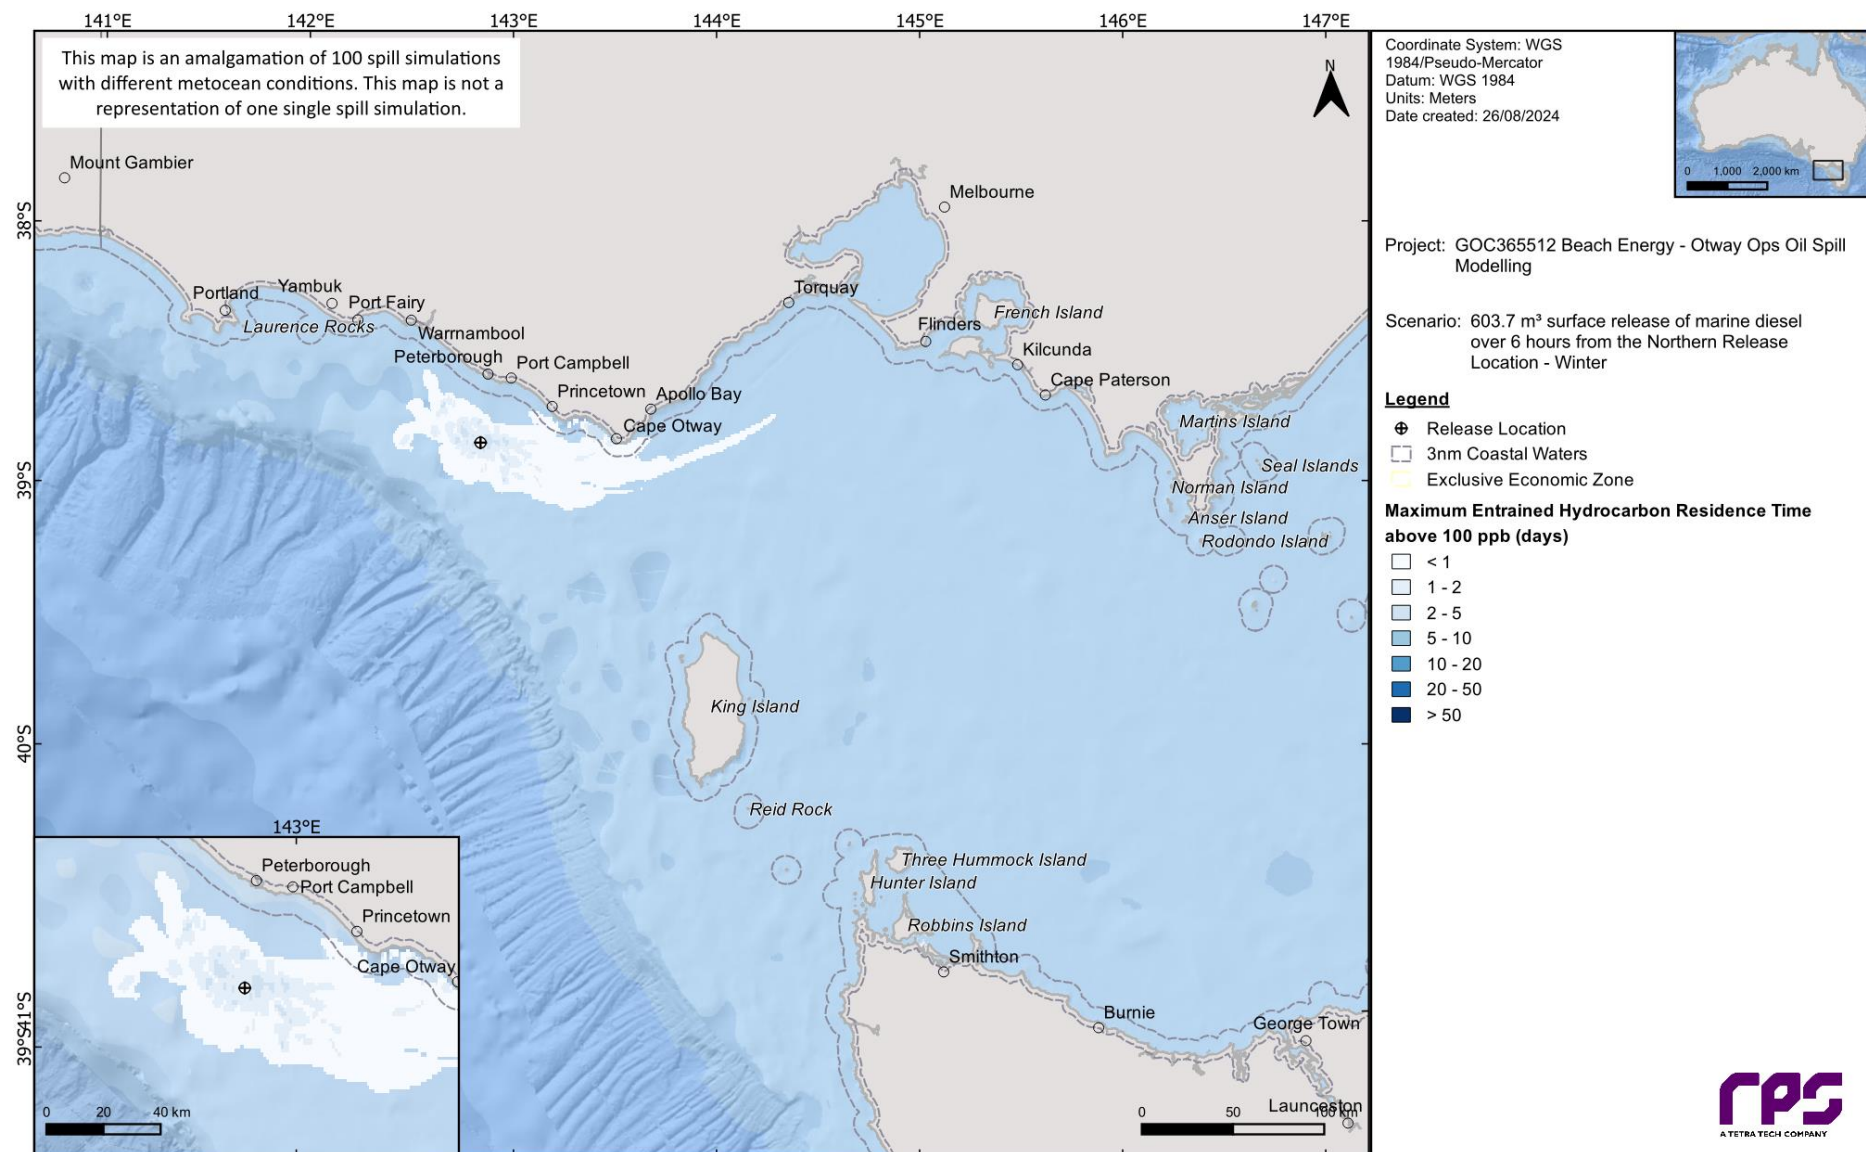 141°E 142°E 143°E 144°E 145°E 146°E 147°E
This map is an amalgamation of 100 spill simulations
with different metocean conditions. This map is not a
representation of one single spill simulation.
N
Mount Gambier
Melbourne
38°S
Portland
Yambuk
Port Fairy
Laurence Rocks
Warrnambool
Torquay
Flinders
French Island
Peterborough
Port Campbell
Kilcunda
Princetown
Apollo Bay
Cape Paterson
Cape Otway
Martins Island
39°S
Seal Islands
Norman Island
Anser Island
Rodondo Island
King Island
40°S
Reid Rock
Three Hummock Island
Hunter Island
Robbins Island
Smithton
Burnie
George Town
Launceston
0 50 100 km
41°S
143°E
Peterborough
Port Campbell
Princetown
Cape Otway
39°S
0 20 40 km
Coordinate System: WGS
1984/Pseudo-Mercator
Datum: WGS 1984
Units: Meters
Date created: 26/08/2024
0 1,000 2,000 km
Project: GOC365512 Beach Energy - Otway Ops Oil Spill
Modelling
Scenario: 603.7 m³ surface release of marine diesel
over 6 hours from the Northern Release
Location - Winter
Legend
Release Location
3nm Coastal Waters
Exclusive Economic Zone
Maximum Entrained Hydrocarbon Residence Time
above 100 ppb (days)
< 1
1 - 2
2 - 5
5 - 10
10 - 20
20 - 50
> 50
rps
A TETRA TECH COMPANY